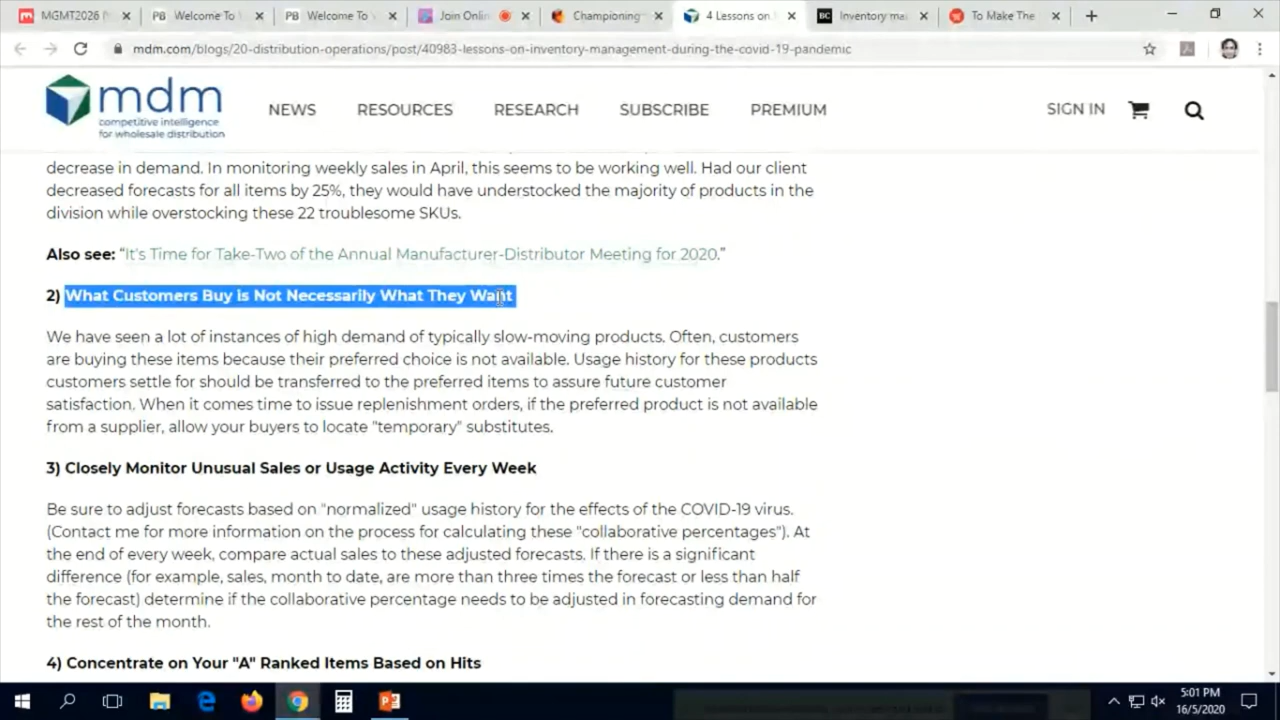 MGMT2026 (
Welcome To
Welcome To
Join Onlin
Championing
4 Lessons on
Inventory ma
To Make The
mdm.com/blogs/20-distribution-operations/post/40983-lessons-on-inventory-management-during-the-covid-19-pandemic
mdm
competitive intelligence
for wholesale distribution
NEWS RESOURCES RESEARCH SUBSCRIBE PREMIUM SIGN IN
decrease in demand. In monitoring weekly sales in April, this seems to be working well. Had our client
decreased forecasts for all items by 25%, they would have understocked the majority of products in the
division while overstocking these 22 troublesome SKUs.
Also see: “It's Time for Take-Two of the Annual Manufacturer-Distributor Meeting for 2020.”
2) What Customers Buy is Not Necessarily What They Want
We have seen a lot of instances of high demand of typically slow-moving products. Often, customers
are buying these items because their preferred choice is not available. Usage history for these products
customers settle for should be transferred to the preferred items to assure future customer
satisfaction. When it comes time to issue replenishment orders, if the preferred product is not available
from a supplier, allow your buyers to locate "temporary" substitutes.
3) Closely Monitor Unusual Sales or Usage Activity Every Week
Be sure to adjust forecasts based on "normalized" usage history for the effects of the COVID-19 virus.
(Contact me for more information on the process for calculating these "collaborative percentages"). At
the end of every week, compare actual sales to these adjusted forecasts. If there is a significant
difference (for example, sales, month to date, are more than three times the forecast or less than half
the forecast) determine if the collaborative percentage needs to be adjusted in forecasting demand for
the rest of the month.
4) Concentrate on Your "A" Ranked Items Based on Hits
5:01 PM
16/5/2020